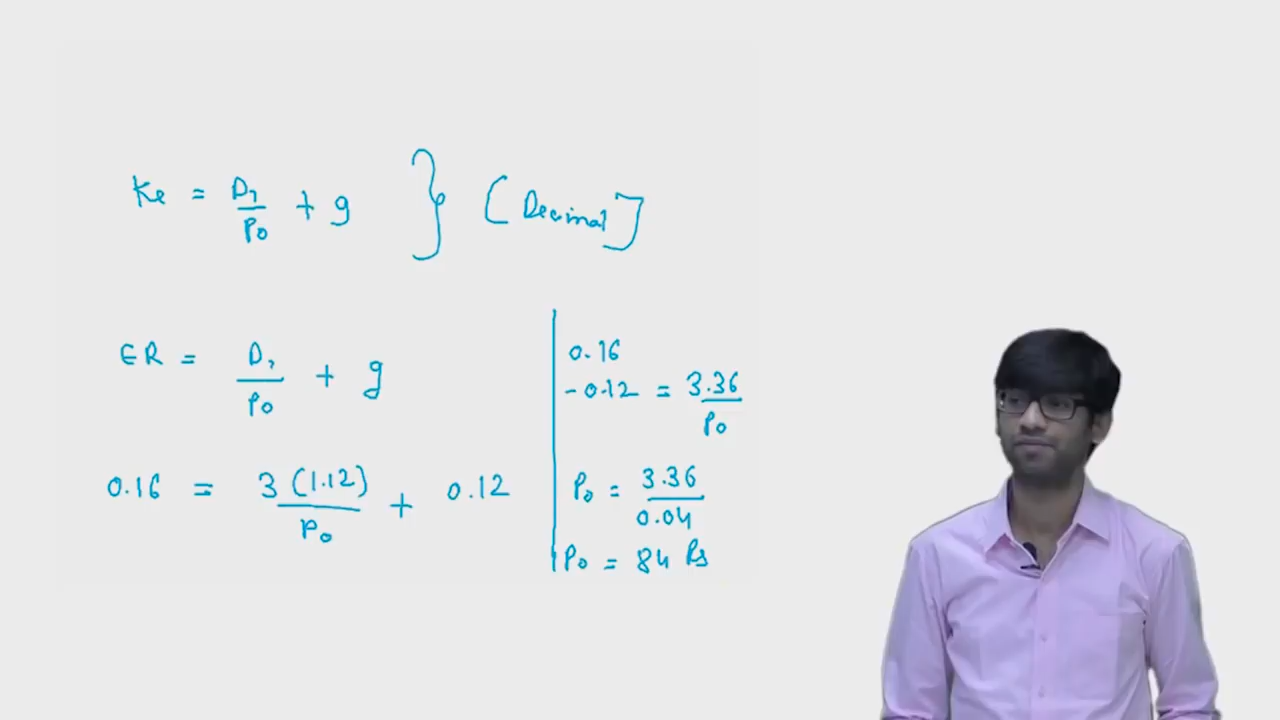 Ke = D1/P0 + g } [Decimal]
ER = D1/P0 + g
0.16 = 3(1.12)/P0 + 0.12
0.16
-0.12 = 3.36/P0
P0 = 3.36/0.04
P0 = 84 Rs